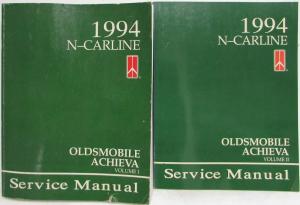 1994
N–CARLINE
OLDSMOBILE
ACHIEVA
VOLUME I
Service Manual
1994
N–CARLINE
OLDSMOBILE
ACHIEVA
VOLUME II
Service Manual